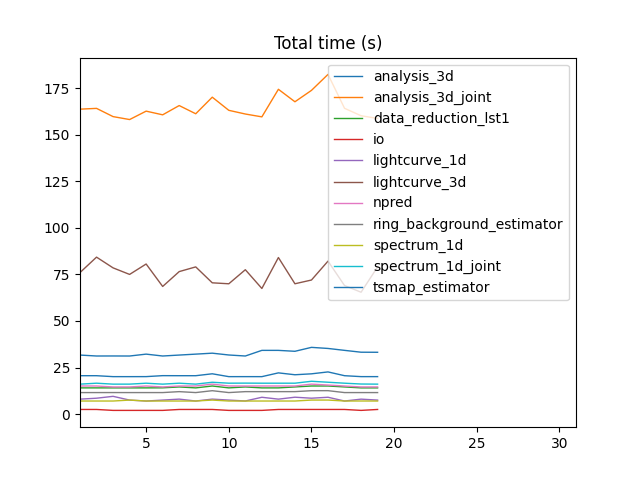 Total time (s)
175
150
125
100
75
50
25
0
analysis_3d
analysis_3d_joint
data_reduction_lst1
io
lightcurve_1d
lightcurve_3d
npred
ring_background_estimator
spectrum_1d
spectrum_1d_joint
tsmap_estimator
5 10 15 20 25 30